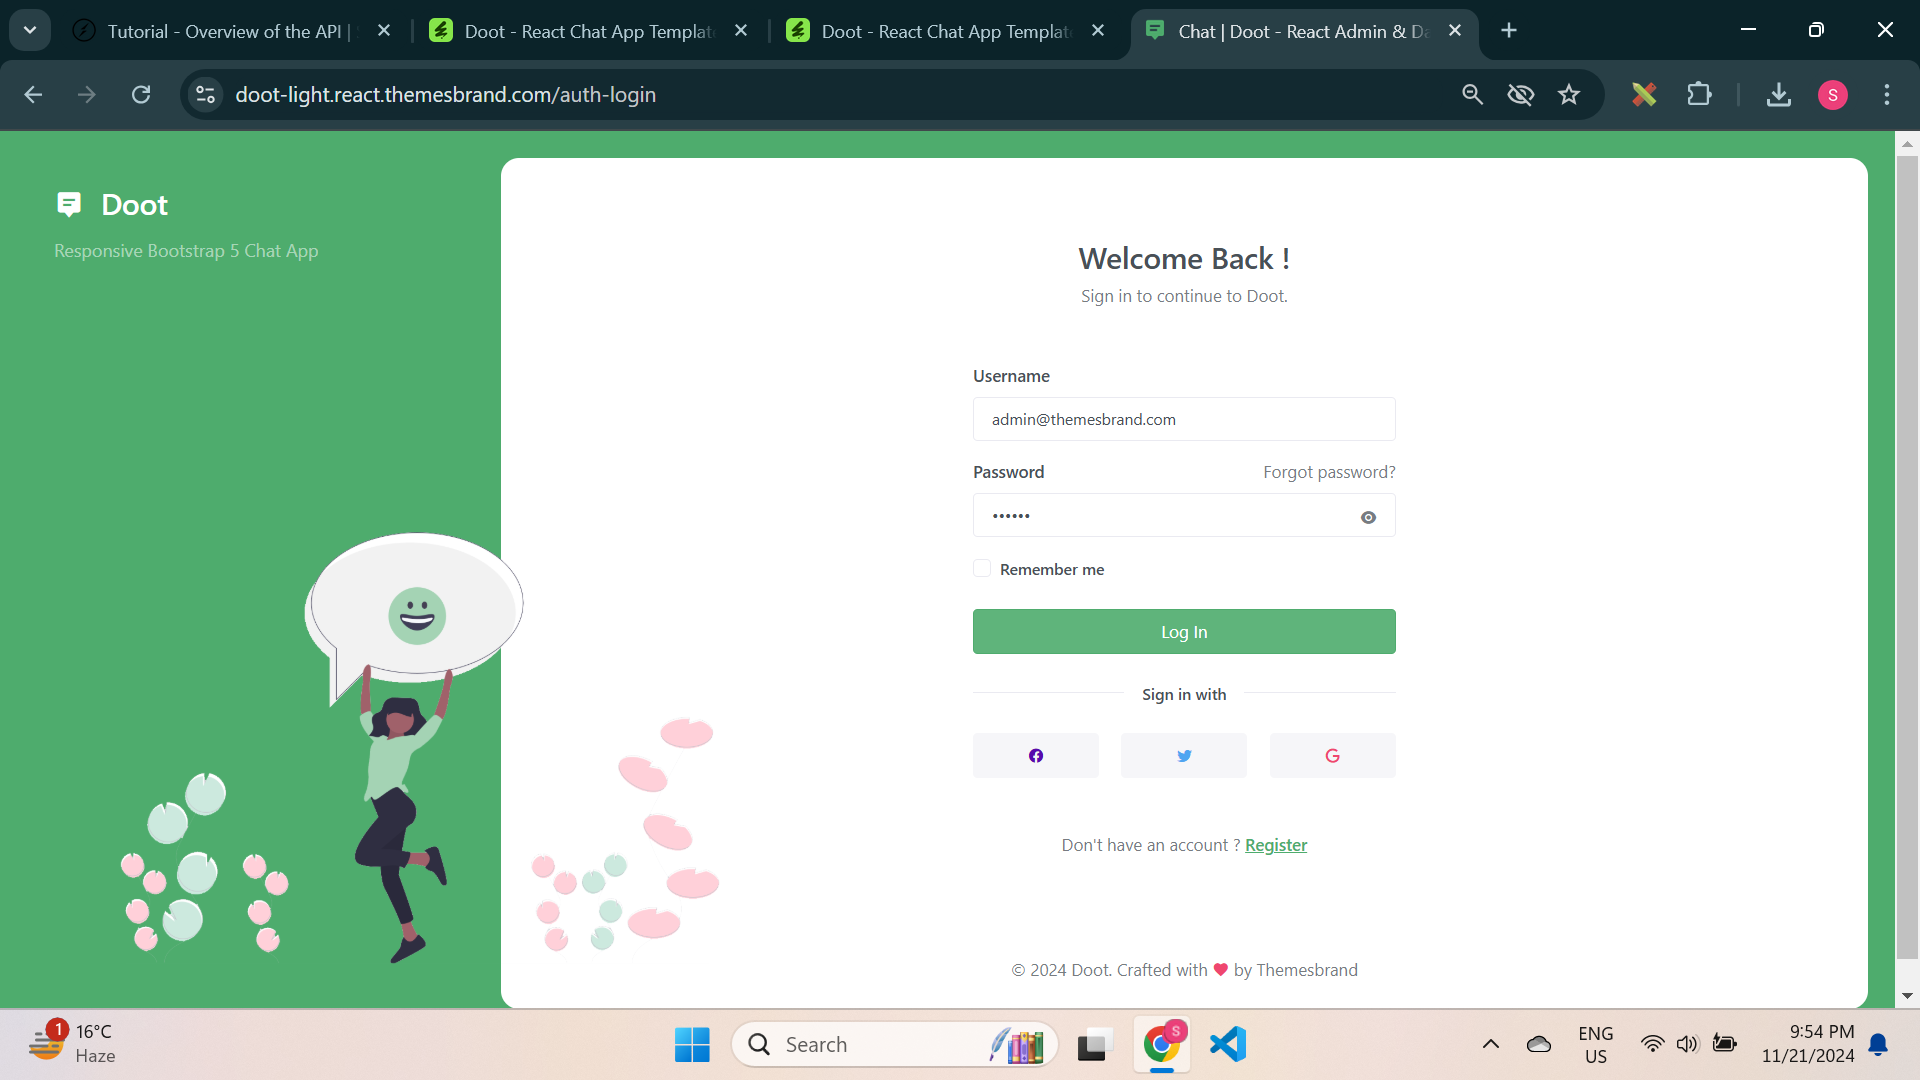 Tutorial - Overview of the API |
Doot - React Chat App Templat
Doot - React Chat App Templat
Chat | Doot - React Admin & Da
doot-light.react.themesbrand.com/auth-login
S
Doot
Responsive Bootstrap 5 Chat App
Welcome Back !
Sign in to continue to Doot.
Username
admin@themesbrand.com
Password
Forgot password?
••••••
Remember me
Log In
Sign in with
Don't have an account ? Register
© 2024 Doot. Crafted with ❤ by Themesbrand
1
16°C
Haze
Search
S
ENG
US
9:54 PM
11/21/2024